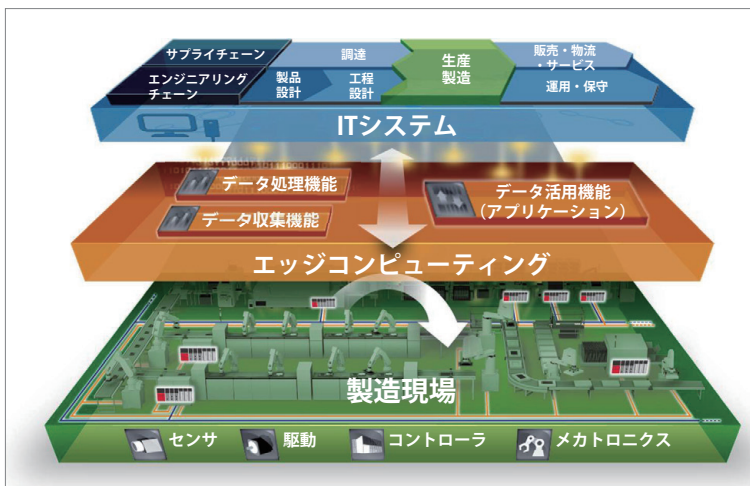 サプライチェーン
調達
生産
製造
販売・物流
・サービス
エンジニアリング
チェーン
製品
設計
工程
設計
運用・保守
ITシステム
データ処理機能
データ収集機能
データ活用機能
(アプリケーション)
エッジコンピューティング
製造現場
センサ
駆動
コントローラ
メカトロニクス